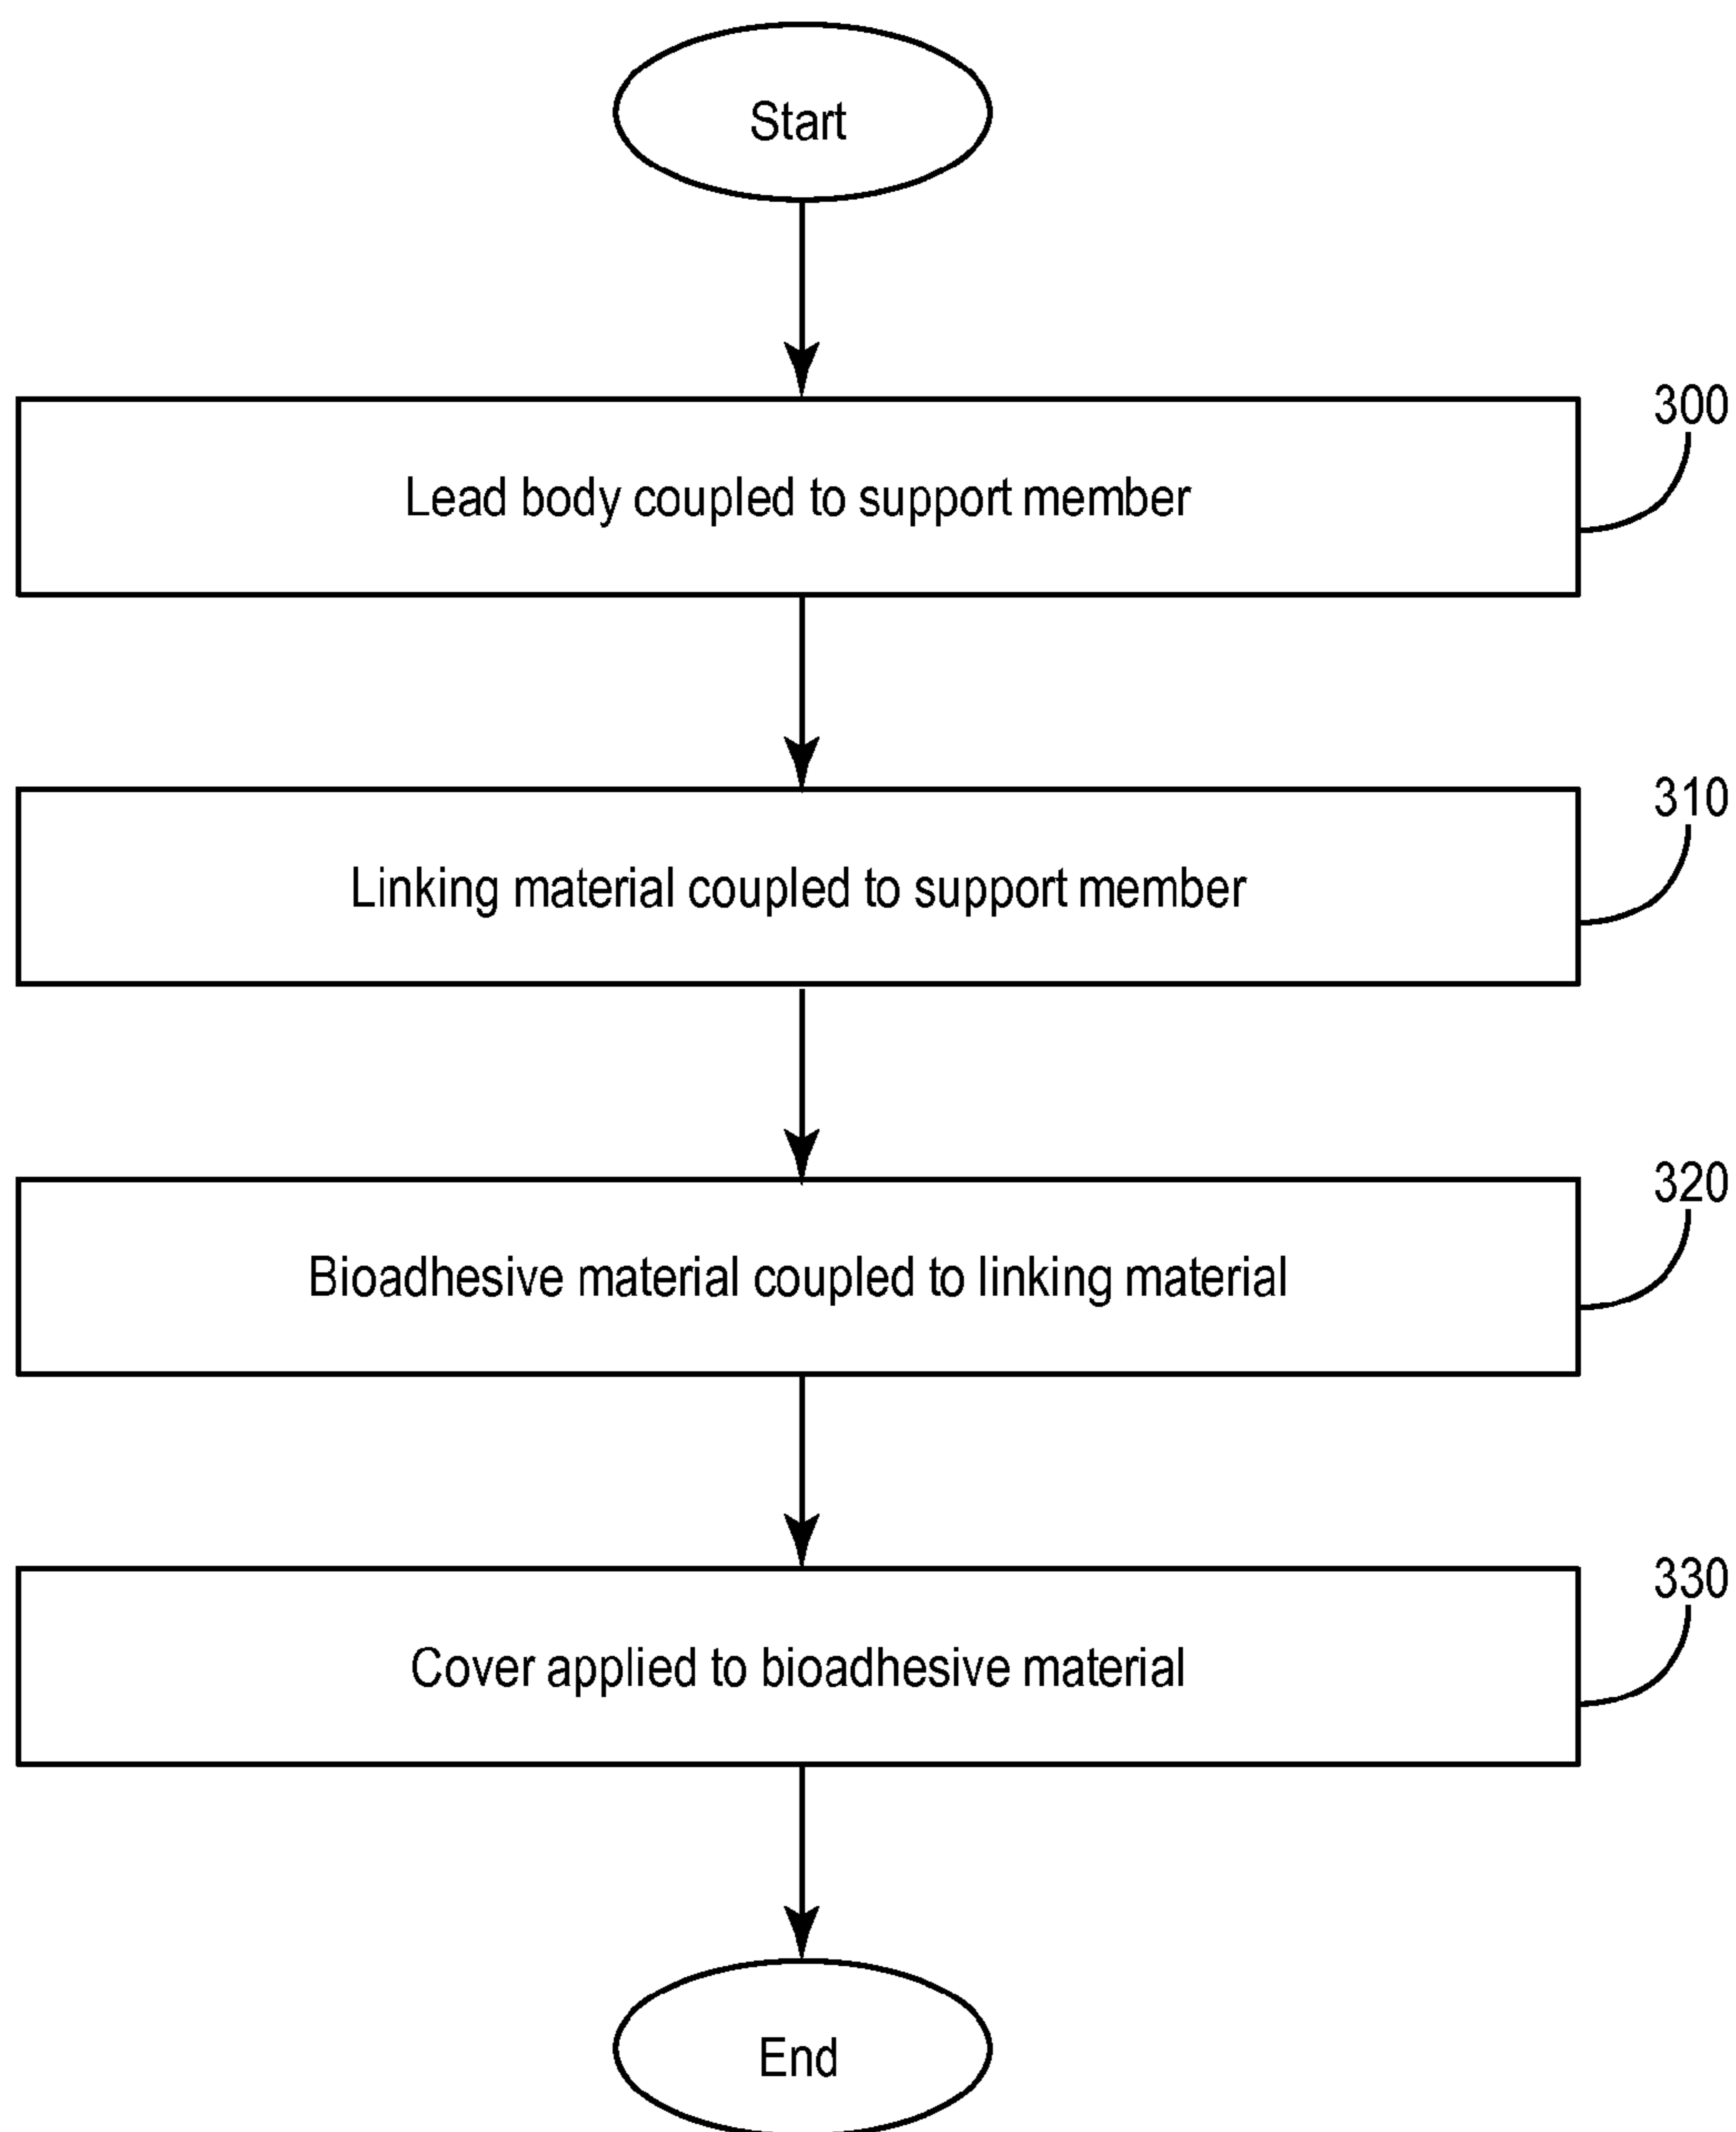 Start
300
Lead body coupled to support member
310
Linking material coupled to support member
320
Bioadhesive material coupled to linking material
330
Cover applied to bioadhesive material
End